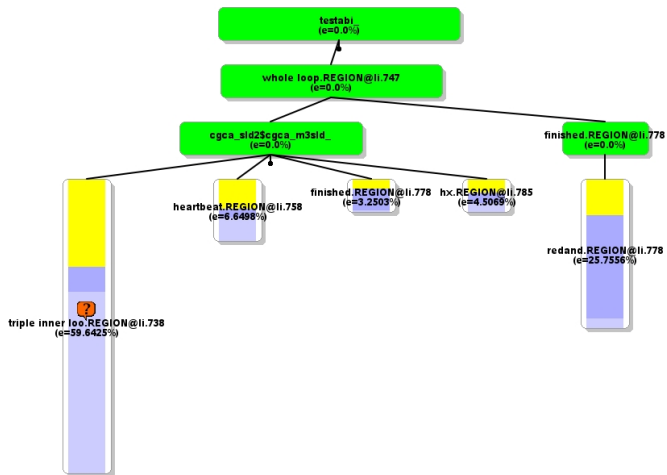 testabi_
(e=0.0%)
whole loop.REGION@li.747
(e=0.0%)
cgca_sld2$cgca_m3sld_
(e=0.0%)
finished.REGION@li.778
(e=0.0%)
heartbeat.REGION@li.758
(e=6.6498%)
finished.REGION@li.778
(e=3.2503%)
hx.REGION@li.785
(e=4.5069%)
redand.REGION@li.778
(e=25.7556%)
?
triple inner loo.REGION@li.738
(e=59.6425%)